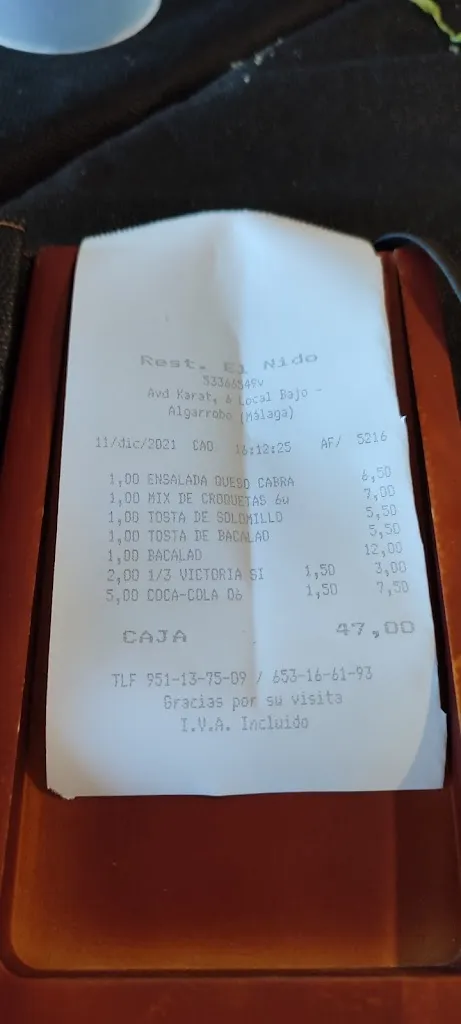 Rest. El Nido
53366549V
Avd Karat, 6 Local Bajo -
Algarrobo (Málaga)
11/dic/2021 CAO 16:12:25 AF/ 5216
1,00 ENSALADA QUESO CABRA 6,50
1,00 MIX DE CROQUETAS 6u 7,00
1,00 TOSTA DE SOLOMILLO 5,50
1,00 TOSTA DE BACALAO 5,50
1,00 BACALAO 12,00
2,00 1/3 VICTORIA SI 1,50 3,00
5,00 COCA-COLA 06 1,50 7,50
CAJA 47,00
TLF 951-13-75-09 / 653-16-61-93
Gracias por su visita
I.V.A. Incluido